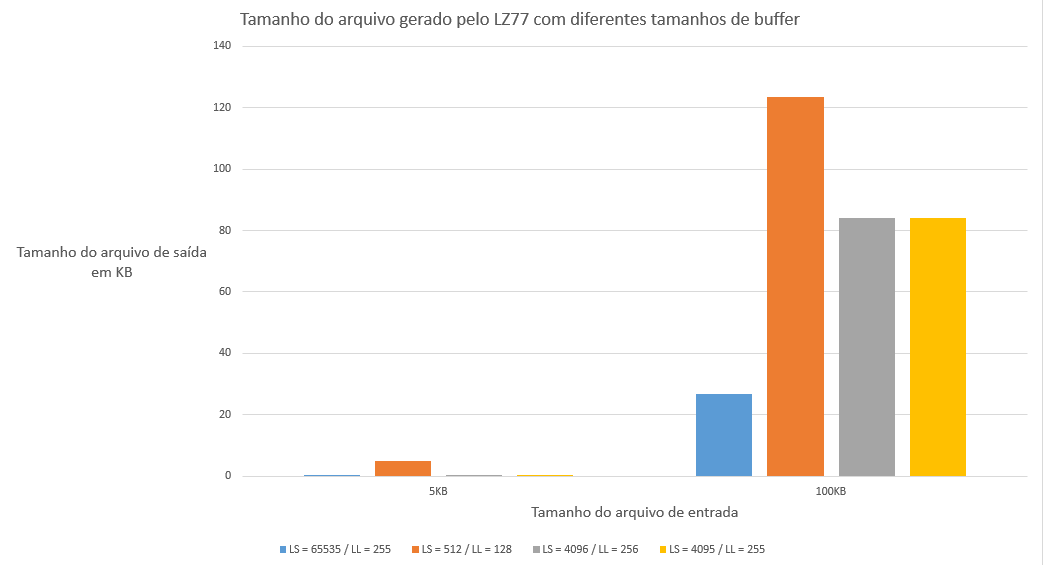 Tamanho do arquivo gerado pelo LZ77 com diferentes tamanhos de buffer
140
120
100
80
60
40
20
0
Tamanho do arquivo de saída
em KB
5KB
100KB
Tamanho do arquivo de entrada
LS = 65535 / LL = 255
LS = 512 / LL = 128
LS = 4096 / LL = 256
LS = 4095 / LL = 255